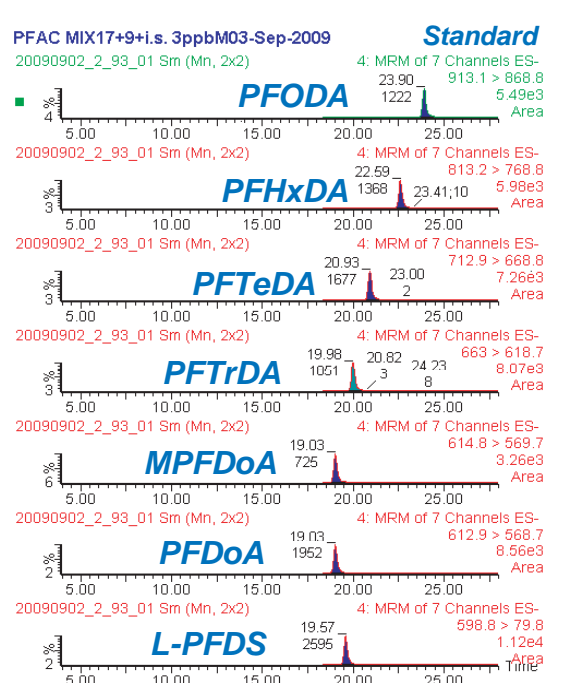 PFAC MIX17+9+i.s. 3ppbM03-Sep-2009 Standard
20090902_2_93_01 Sm (Mn, 2x2) 4: MRM of 7 Channels ES-
PFODA 23.90 913.1 > 868.8
1222 5.49e3
Area
%
4
5.00 10.00 15.00 20.00 25.00
20090902_2_93_01 Sm (Mn, 2x2) 4: MRM of 7 Channels ES-
PFHxDA 22.59 813.2 > 768.8
1368 23.41;10 5.98e3
Area
%
3
5.00 10.00 15.00 20.00 25.00
20090902_2_93_01 Sm (Mn, 2x2) 4: MRM of 7 Channels ES-
PFTeDA 20.93 23.00 712.9 > 668.8
1677 2 7.26e3
Area
%
3
5.00 10.00 15.00 20.00 25.00
20090902_2_93_01 Sm (Mn, 2x2) 4: MRM of 7 Channels ES-
PFTrDA 19.98 20.82 24.23 663 > 618.7
1051 3 8 8.07e3
Area
%
3
5.00 10.00 15.00 20.00 25.00
20090902_2_93_01 Sm (Mn, 2x2) 4: MRM of 7 Channels ES-
MPFDoA 19.03 614.8 > 569.7
725 3.26e3
Area
%
6
5.00 10.00 15.00 20.00 25.00
20090902_2_93_01 Sm (Mn, 2x2) 4: MRM of 7 Channels ES-
PFDoA 19.03 612.9 > 568.7
1952 8.56e3
Area
%
2
5.00 10.00 15.00 20.00 25.00
20090902_2_93_01 Sm (Mn, 2x2) 4: MRM of 7 Channels ES-
L-PFDS 19.57 598.8 > 79.8
2595 1.12e4
Area
%
2 Time
5.00 10.00 15.00 20.00 25.00